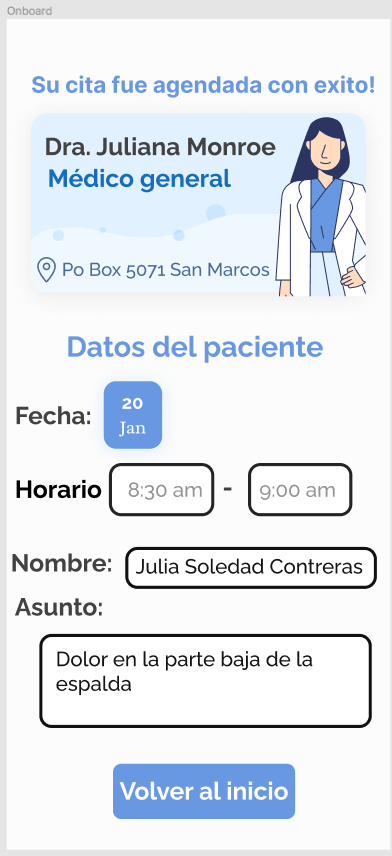 Onboard
Su cita fue agendada con exito!
Dra. Juliana Monroe
Médico general
Po Box 5071 San Marcos
Datos del paciente
Fecha:
20
Jan
Horario 8:30 am - 9:00 am
Nombre: Julia Soledad Contreras
Asunto:
Dolor en la parte baja de la
espalda
Volver al inicio